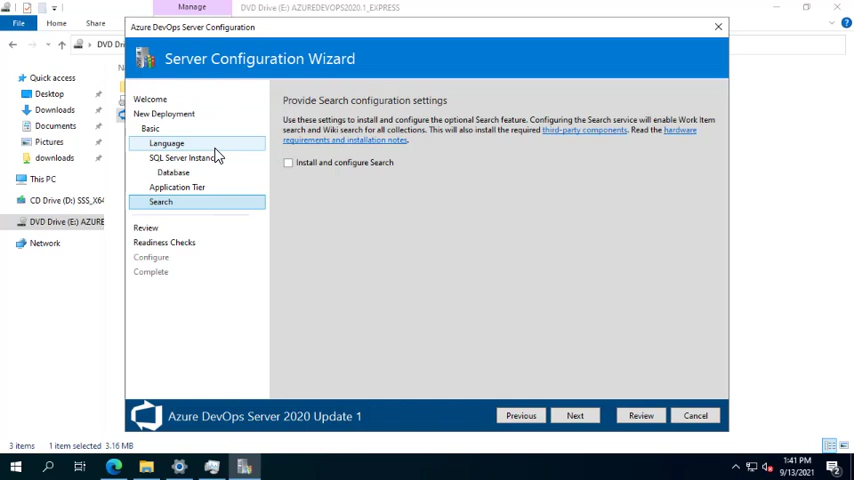 Manage
DVD Drive (E:) AZUREDEVOPS2020.1_EXPRESS
File
Home
Share
Azure DevOps Server Configuration
DVD Dri
Server Configuration Wizard
Quick access
Desktop
Downloads
Documents
Pictures
downloads
This PC
CD Drive (D:) SSS_X64
DVD Drive (E:) AZURE
Network
Welcome
New Deployment
Basic
Language
SQL Server Instance
Database
Application Tier
Search
Review
Readiness Checks
Configure
Complete
Provide Search configuration settings
Use these settings to install and configure the optional Search feature. Configuring the Search service will enable Work Item
search and Wiki search for all collections. This will also install the required third-party components. Read the hardware
requirements and installation notes.
Install and configure Search
Azure DevOps Server 2020 Update 1
Previous
Next
Review
Cancel
3 items
1 item selected 3.16 MB
1:41 PM
9/13/2021
2